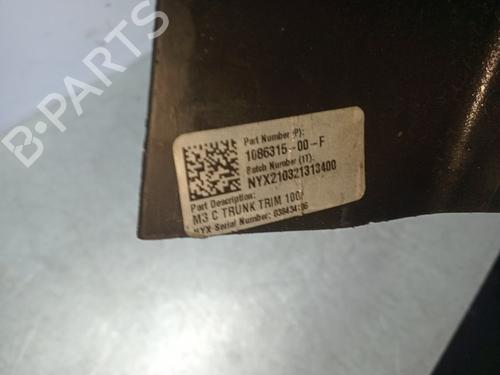 B-PARTS
Part Number (P):
1086315-00-F
Batch Number (1T):
NYX210321313400
Part Description:
M3 C TRUNK TRIM 100%
NYX Serial Number: